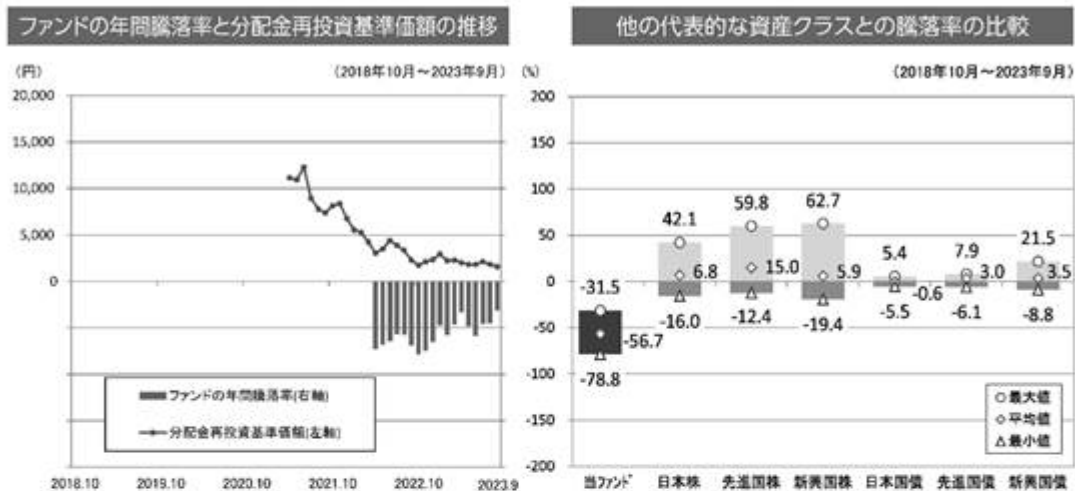 ファンドの年間騰落率と分配金再投資基準価額の推移
(円)
(2018年10月～2023年9月)
(%)
20,000
15,000
10,000
5,000
0
200
150
100
50
0
-50
-100
-150
-200
ファンドの年間騰落率(右軸)
分配金再投資基準価額(左軸)
2018.10
2019.10
2020.10
2021.10
2022.10
2023.9
他の代表的な資産クラスとの騰落率の比較
(2018年10月～2023年9月)
-31.5
-56.7
-78.8
42.1
6.8
-16.0
59.8
15.0
-12.4
62.7
5.9
-19.4
5.4
-0.6
-5.5
7.9
3.0
-6.1
21.5
3.5
-8.8
最大値
平均値
最小値
当ファンド
日本株
先進国株
新興国株
日本国債
先進国債
新興国債